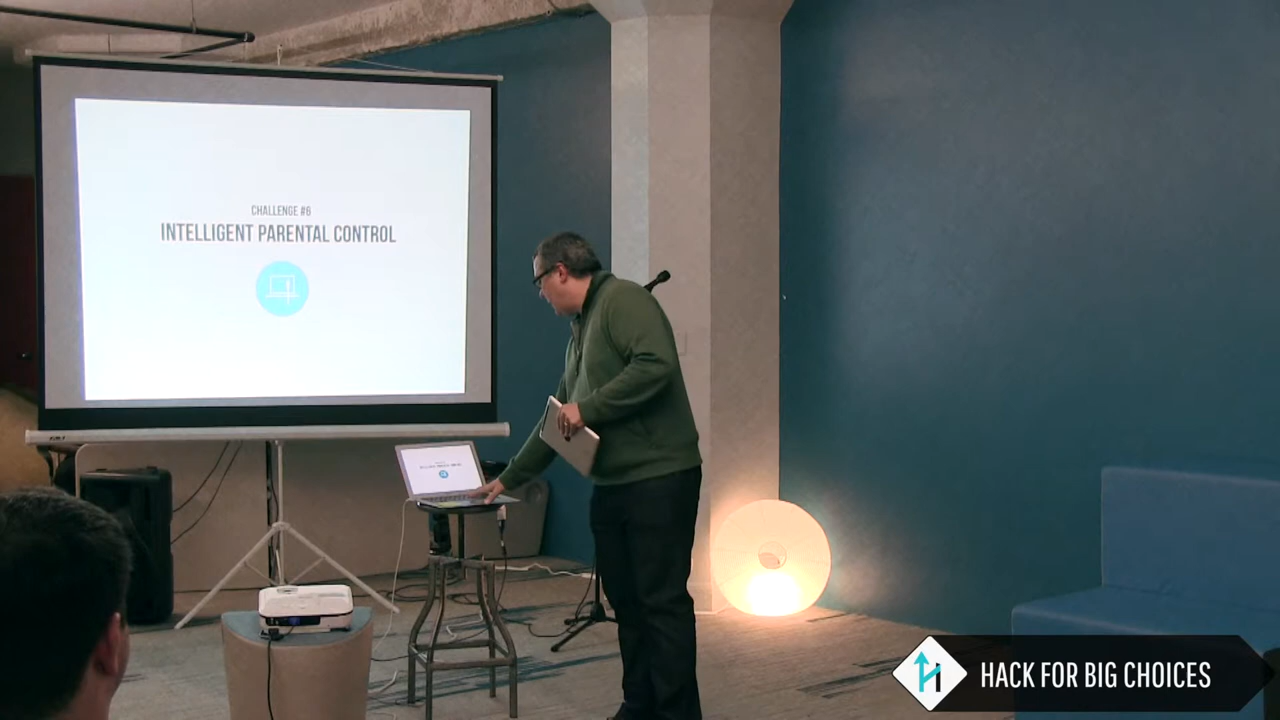 CHALLENGE #6
INTELLIGENT PARENTAL CONTROL
HACK FOR BIG CHOICES